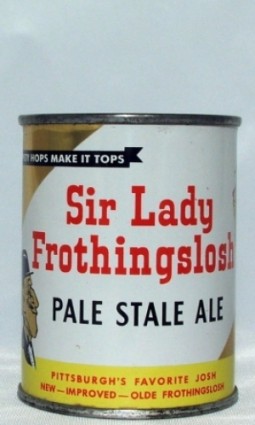 HOPS MAKE IT TOPS
Sir Lady
Frothingslosh
PALE STALE ALE
PITTSBURGH'S FAVORITE JOSH
NEW—IMPROVED—OLDE FROTHINGSLOSH